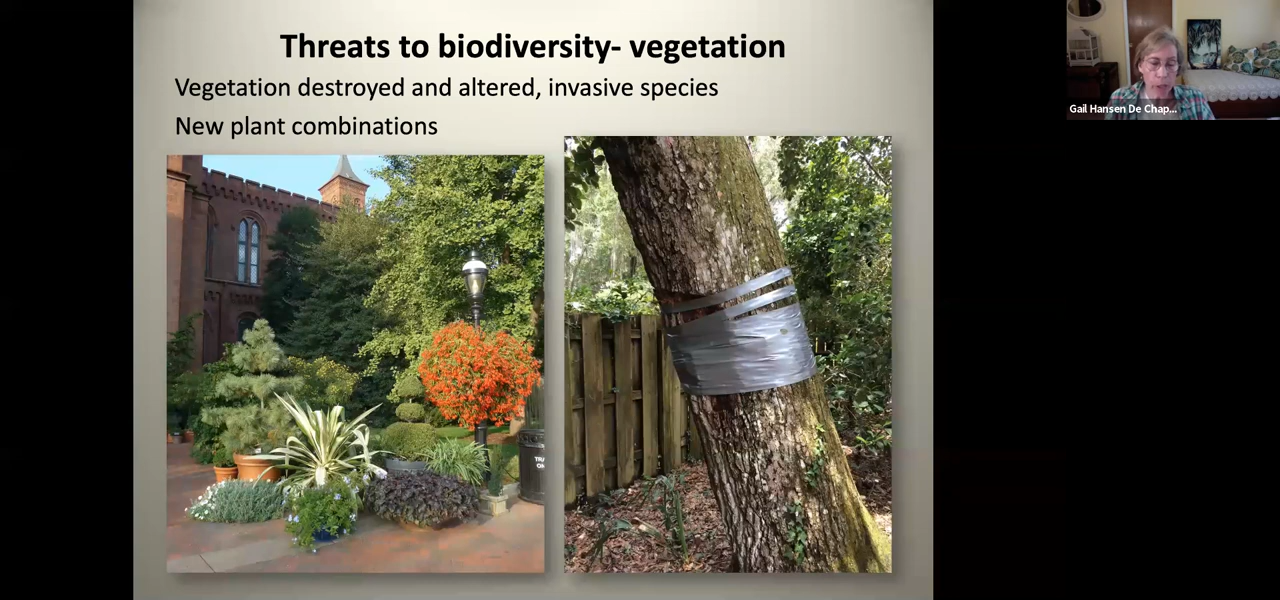 Threats to biodiversity- vegetation
Vegetation destroyed and altered, invasive species
New plant combinations
Gail Hansen De Chap...